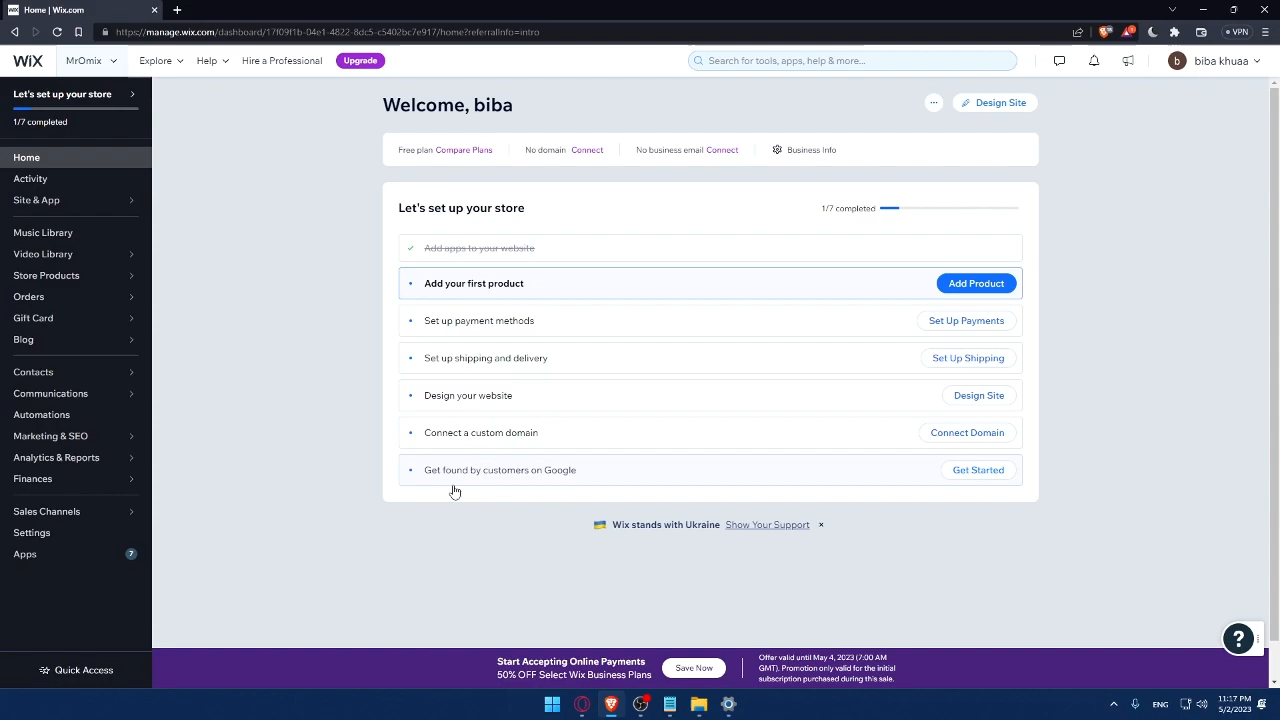 Home | Wix.com
https://manage.wix.com/dashboard/17f09f1b-04e1-4822-8dc5-c5402bc7e917/home?referralInfo=intro
VPN
WiX
MrOmix
Explore
Help
Hire a Professional
Upgrade
Search for tools, apps, help & more...
b
biba khuaa
Let's set up your store
1/7 completed
Home
Activity
Site & App
Music Library
Video Library
Store Products
Orders
Gift Card
Blog
Contacts
Communications
Automations
Marketing & SEO
Analytics & Reports
Finances
Sales Channels
Settings
Apps
7
Quick Access
Welcome, biba
Design Site
Free plan Compare Plans
No domain Connect
No business email Connect
Business Info
Let's set up your store
1/7 completed
Add apps to your website
Add your first product
Add Product
Set up payment methods
Set Up Payments
Set up shipping and delivery
Set Up Shipping
Design your website
Design Site
Connect a custom domain
Connect Domain
Get found by customers on Google
Get Started
Wix stands with Ukraine Show Your Support
?
Start Accepting Online Payments
50% OFF Select Wix Business Plans
Save Now
Offer valid until May 4, 2023 (7:00 AM
GMT). Promotion only valid for the initial
subscription purchased during this sale.
ENG
11:17 PM
5/2/2023